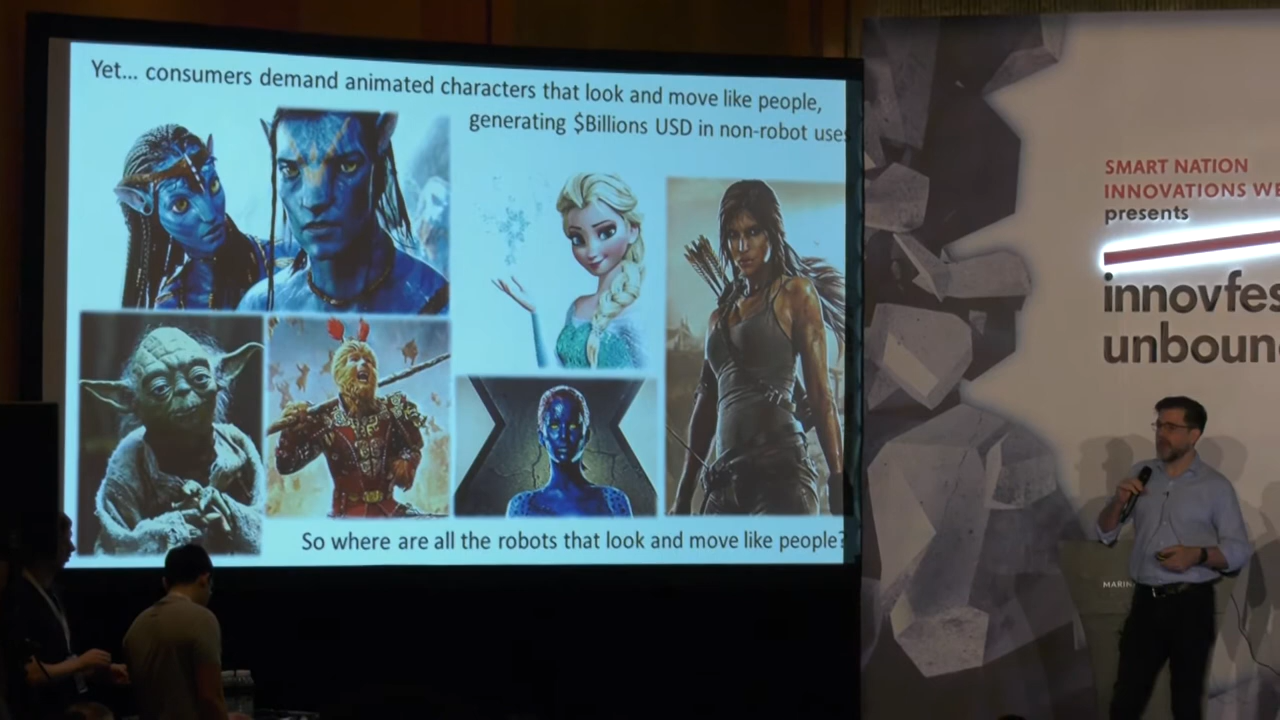 Yet... consumers demand animated characters that look and move like people,
generating $Billions USD in non-robot uses
So where are all the robots that look and move like people?
SMART NATION
INNOVATIONS WE
presents
innovfes
unboun
MARIN